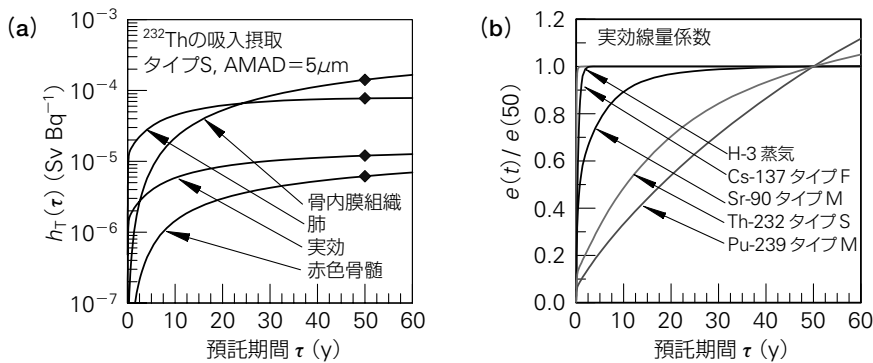 (a)
10⁻³
10⁻⁴
10⁻⁵
10⁻⁶
10⁻⁷
hT(τ) (Sv Bq⁻¹)
²³²Thの吸入摂取
タイプS, AMAD=5μm
骨内膜組織
肺
実効
赤色骨髄
0 10 20 30 40 50 60
預託期間 τ (y)
(b)
1.2
1.0
0.8
0.6
0.4
0.2
0.0
e(t)/ e(50)
実効線量係数
H-3 蒸気
Cs-137 タイプ F
Sr-90 タイプ M
Th-232 タイプ S
Pu-239 タイプ M
0 10 20 30 40 50 60
預託期間 τ (y)